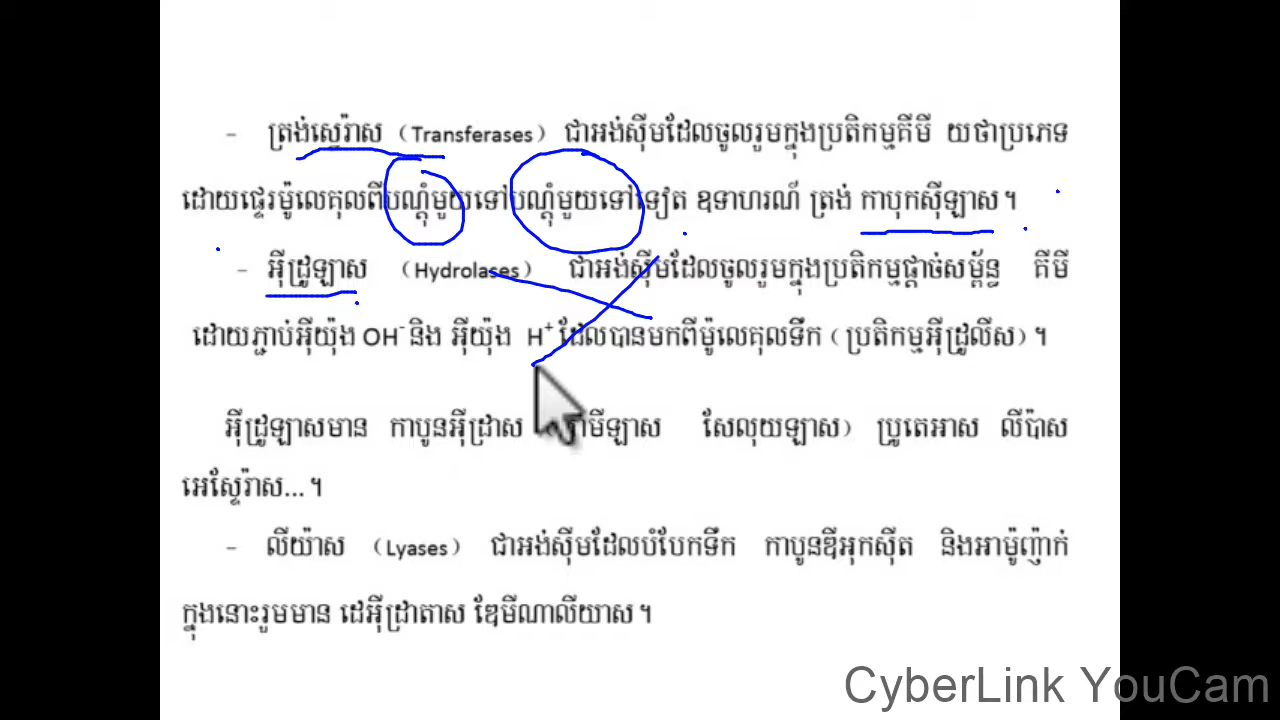 - ត្រង់ស្វេរ៉ាស (Transferases) ជាអង់ស៊ីមដែលចូលរួមក្នុងប្រតិកម្មគីមី យថាប្រភេទ
ដោយផ្ទេរម៉ូលេគុលពីបណ្តុំមួយទៅបណ្តុំមួយទៅទៀត ឧទាហរណ៍ ត្រង់ កាបុកស៊ីឡាស។
- អ៊ីដ្រូឡាស (Hydrolases) ជាអង់ស៊ីមដែលចូលរួមក្នុងប្រតិកម្មផ្តាច់សម្ព័ន្ធ គីមី
ដោយភ្ជាប់អ៊ីយ៉ុង OH⁻ និង អ៊ីយ៉ុង H⁺ ដែលបានមកពីម៉ូលេគុលទឹក (ប្រតិកម្មអ៊ីដ្រូលីស)។
អ៊ីដ្រូឡាសមាន កាបូនអ៊ីដ្រាស សែលុយឡាស) ប្រូតេអាស លីប៉ាស
អេស្ទែរ៉ាស...។
- លីយ៉ាស (Lyases) ជាអង់ស៊ីមដែលបំបែកទឹក កាបូនឌីអុកស៊ីត និងអាម៉ូញ៉ាក់
ក្នុងនោះរួមមាន ដេអ៊ីដ្រាតាស ឌែមីណាលីយាស។
CyberLink YouCam